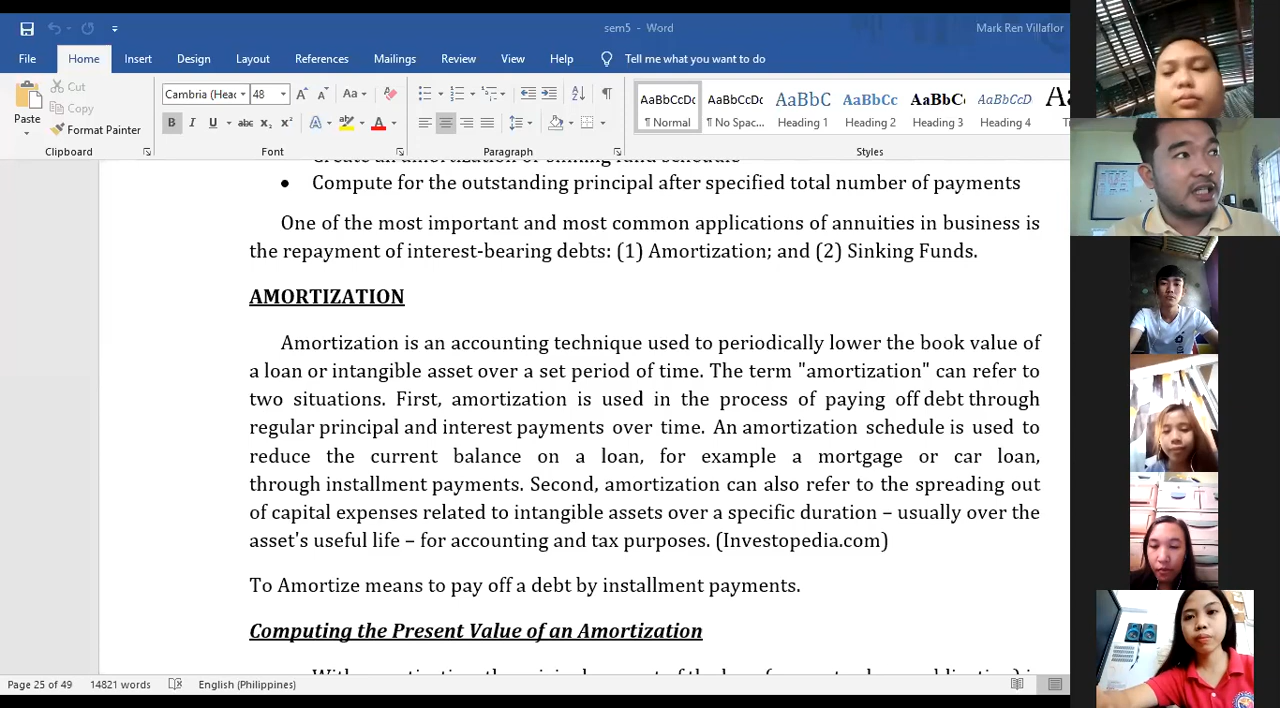 sem5 - Word
Mark Ren Villaflor
File Home Insert Design Layout References Mailings Review View Help Tell me what you want to do
Paste
Cut
Copy
Format Painter
Clipboard
Cambria (Heac 48
Font
Paragraph
AaBbCcDc AaBbCcDc AaBbC AaBbCc AaBbC AaBbCcD
¶ Normal ¶ No Spac... Heading 1 Heading 2 Heading 3 Heading 4
Styles
• Compute for the outstanding principal after specified total number of payments
One of the most important and most common applications of annuities in business is
the repayment of interest-bearing debts: (1) Amortization; and (2) Sinking Funds.
AMORTIZATION
Amortization is an accounting technique used to periodically lower the book value of
a loan or intangible asset over a set period of time. The term "amortization" can refer to
two situations. First, amortization is used in the process of paying off debt through
regular principal and interest payments over time. An amortization schedule is used to
reduce the current balance on a loan, for example a mortgage or car loan,
through installment payments. Second, amortization can also refer to the spreading out
of capital expenses related to intangible assets over a specific duration – usually over the
asset's useful life – for accounting and tax purposes. (Investopedia.com)
To Amortize means to pay off a debt by installment payments.
Computing the Present Value of an Amortization
Page 25 of 49 14821 words English (Philippines)